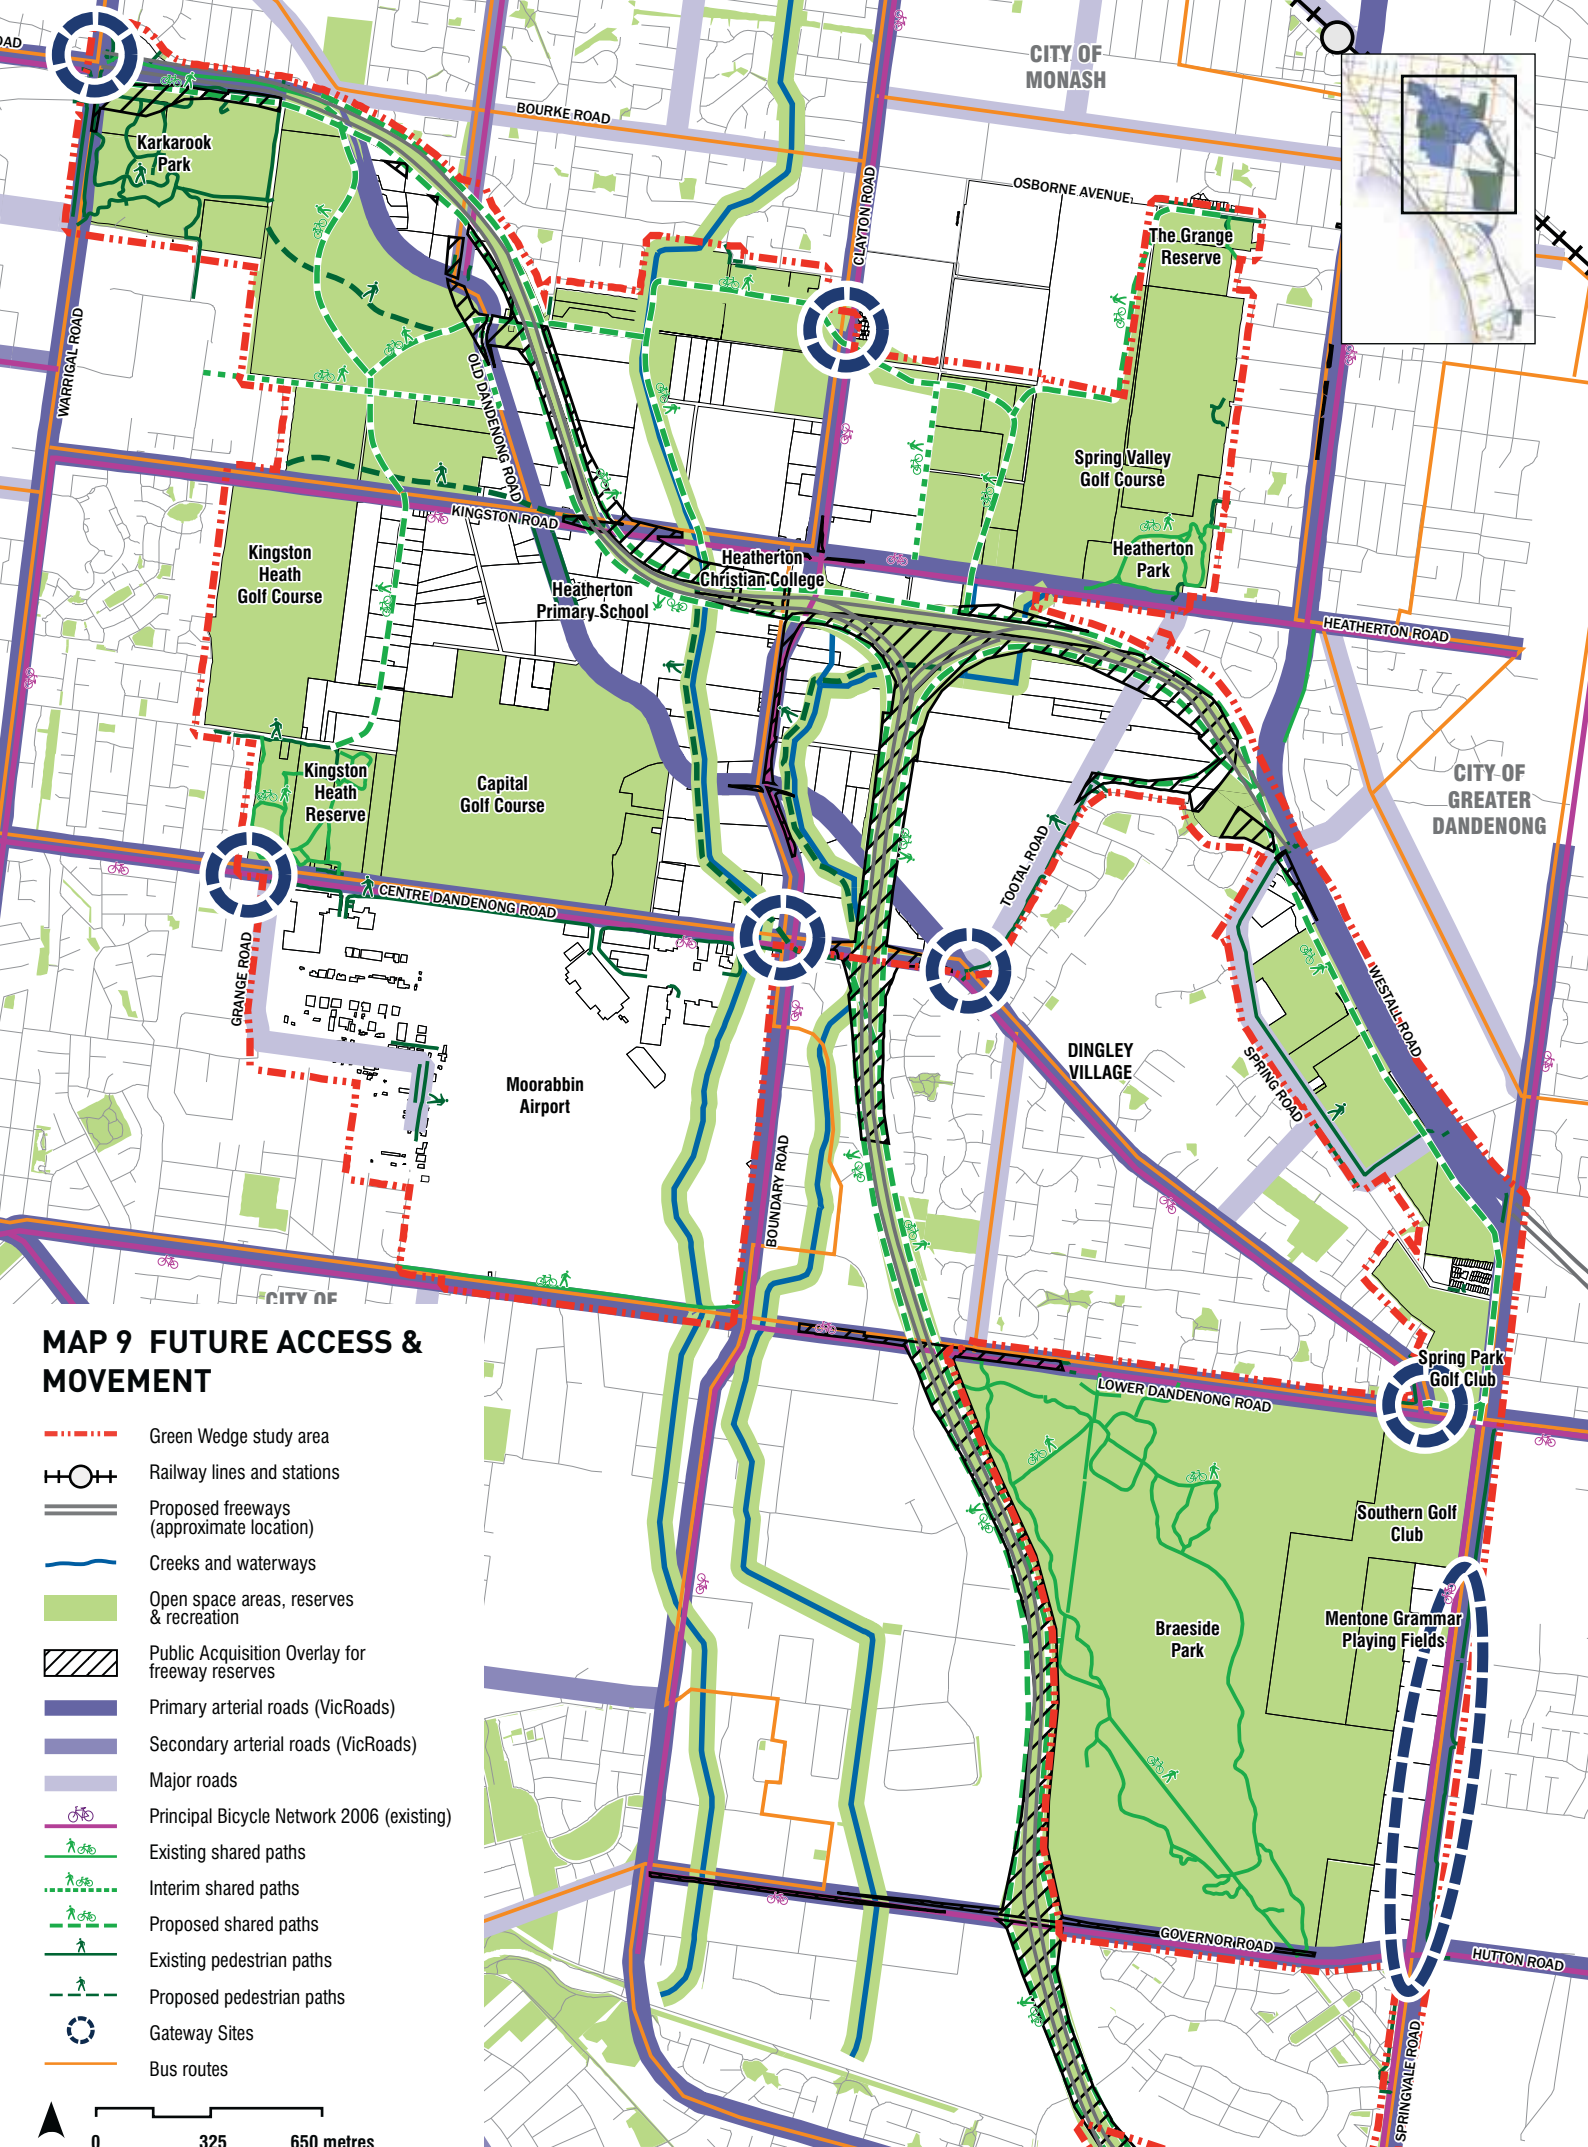 OAD
CITY OF
MONASH
BOURKE ROAD
Karkarook
Park
OSBORNE AVENUE
CLAYTON ROAD
The Grange
Reserve
WARRIGAL ROAD
OLD DANDENONG ROAD
Spring Valley
Golf Course
KINGSTON ROAD
Kingston
Heath
Golf Course
Heatherton
Christian College
Heatherton
Park
Heatherton
Primary School
HEATHERTON ROAD
Kingston
Heath
Reserve
Capital
Golf Course
CITY OF
GREATER
DANDENONG
TOOTAL ROAD
CENTRE DANDENONG ROAD
GRANGE ROAD
WESTALL ROAD
DINGLEY
VILLAGE
SPRING ROAD
Moorabbin
Airport
BOUNDARY ROAD
CITY OF
Spring Park
Golf Club
LOWER DANDENONG ROAD
Southern Golf
Club
Mentone Grammar
Playing Fields
Braeside
Park
GOVERNOR ROAD
HUTTON ROAD
SPRINGVALE ROAD
MAP 9 FUTURE ACCESS &
MOVEMENT
Green Wedge study area
Railway lines and stations
Proposed freeways
(approximate location)
Creeks and waterways
Open space areas, reserves
& recreation
Public Acquisition Overlay for
freeway reserves
Primary arterial roads (VicRoads)
Secondary arterial roads (VicRoads)
Major roads
Principal Bicycle Network 2006 (existing)
Existing shared paths
Interim shared paths
Proposed shared paths
Existing pedestrian paths
Proposed pedestrian paths
Gateway Sites
Bus routes
0 325 650 metres